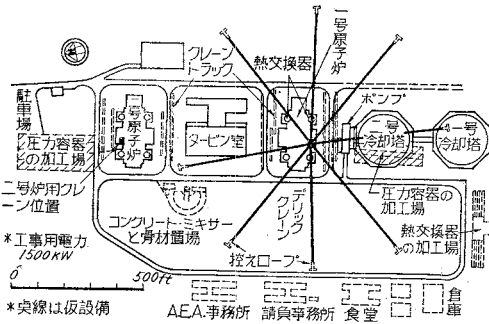 クレーン
トラック
熱交換器
一号原子炉
ポンプ
駐車場
二号原子炉
タービン室
一号
冷却塔
一号
冷却塔
圧力容器
の加工場
二号炉用クレ
ーン位置
コンクリート・ミキサー
と骨材置場
デリッククレーン
圧力容器の
加工場
熱交換器
の加工場
*工事用電力
1500KW
0
500ft
控えロープ
*点線は仮設備
A.E.A.事務所
請負事務所
食堂
倉庫